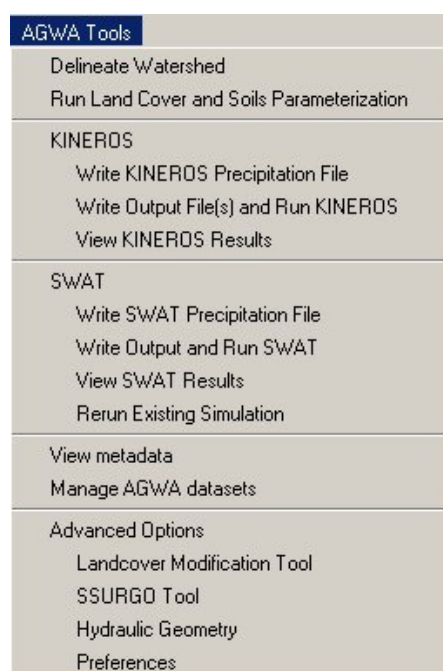 AGWA Tools
Delineate Watershed
Run Land Cover and Soils Parameterization
KINEROS
Write KINEROS Precipitation File
Write Output File(s) and Run KINEROS
View KINEROS Results
SWAT
Write SWAT Precipitation File
Write Output and Run SWAT
View SWAT Results
Rerun Existing Simulation
View metadata
Manage AGWA datasets
Advanced Options
Landcover Modification Tool
SSURGO Tool
Hydraulic Geometry
Preferences